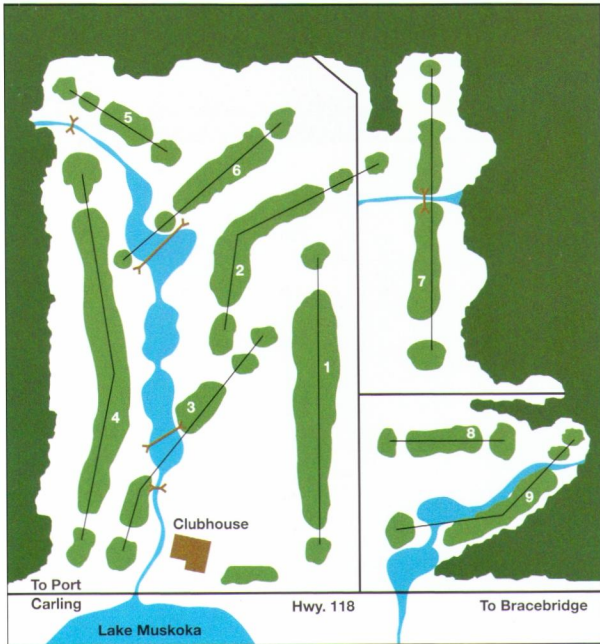 5
6
2
7
1
3
4
8
9
Clubhouse
To Port
Carling
Hwy. 118
To Bracebridge
Lake Muskoka